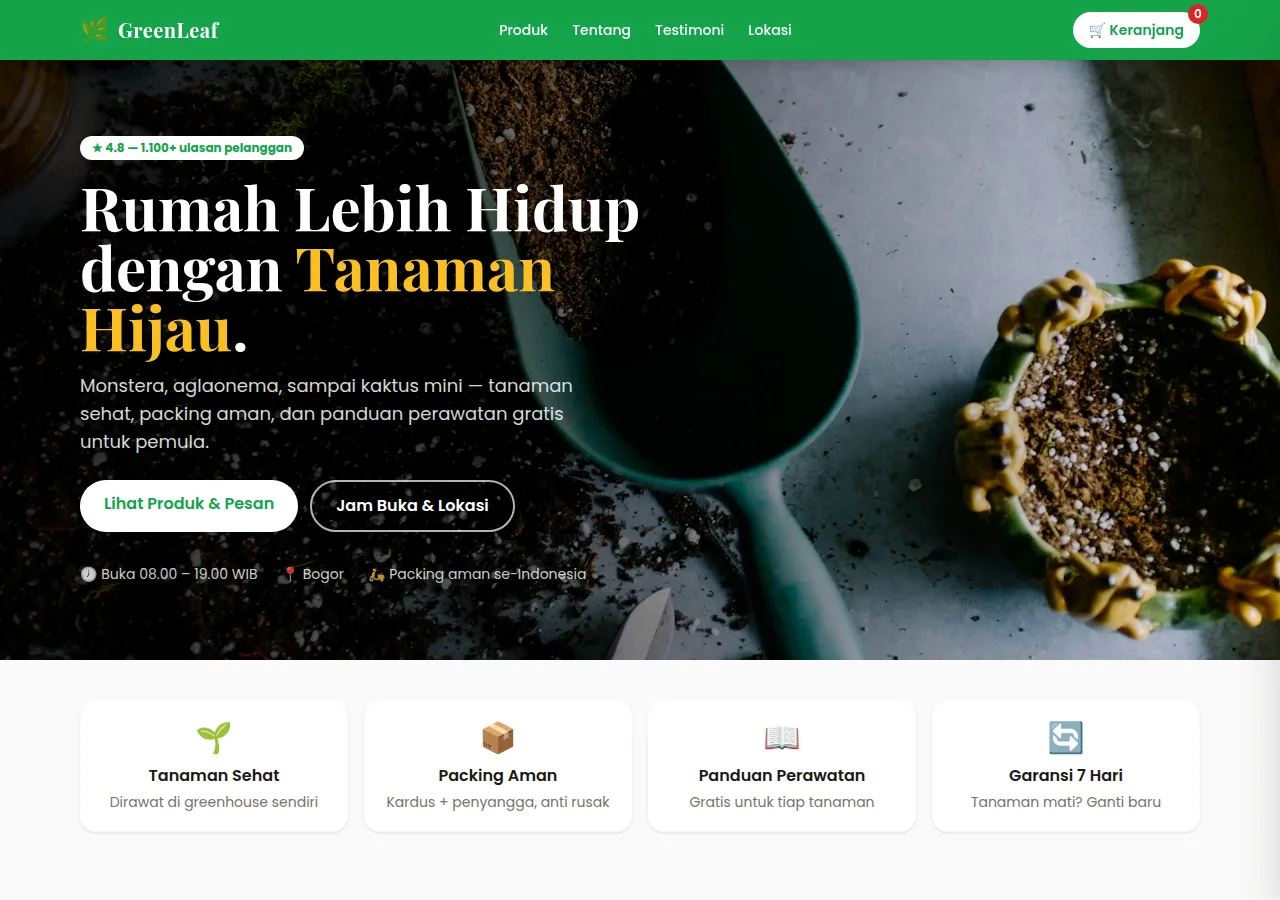 GreenLeaf
Produk Tentang Testimoni Lokasi
Keranjang 0
★ 4.8 — 1.100+ ulasan pelanggan
Rumah Lebih Hidup
dengan Tanaman
Hijau.
Monstera, aglaonema, sampai kaktus mini — tanaman
sehat, packing aman, dan panduan perawatan gratis
untuk pemula.
Lihat Produk & Pesan
Jam Buka & Lokasi
Buka 08.00 – 19.00 WIB
Bogor
Packing aman se-Indonesia
Tanaman Sehat
Dirawat di greenhouse sendiri
Packing Aman
Kardus + penyangga, anti rusak
Panduan Perawatan
Gratis untuk tiap tanaman
Garansi 7 Hari
Tanaman mati? Ganti baru